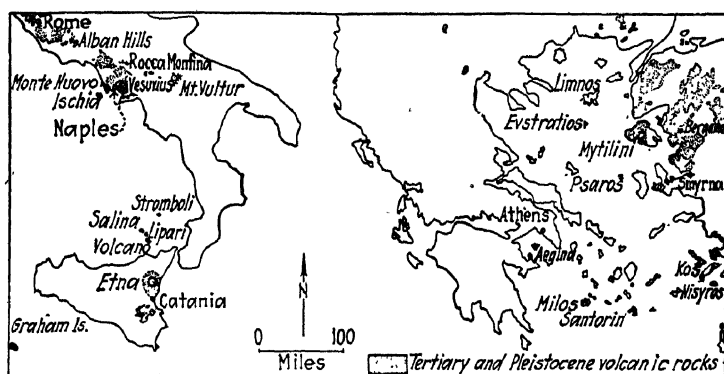 Rome
Alban Hills
Rocca Monfina
Monte Nuovo
Vesuvius
Mt. Vultur
Ischia
Naples
Stromboli
Salina
Lipari
Volcano
Etna
Catania
Graham Is.
N
0 100
Miles
Limnos
Evstratios
Mytilini
Psaros
Smyrna
Athens
Aegina
Kos
Milos
Nisyros
Santorin
Tertiary and Pleistocene volcanic rocks